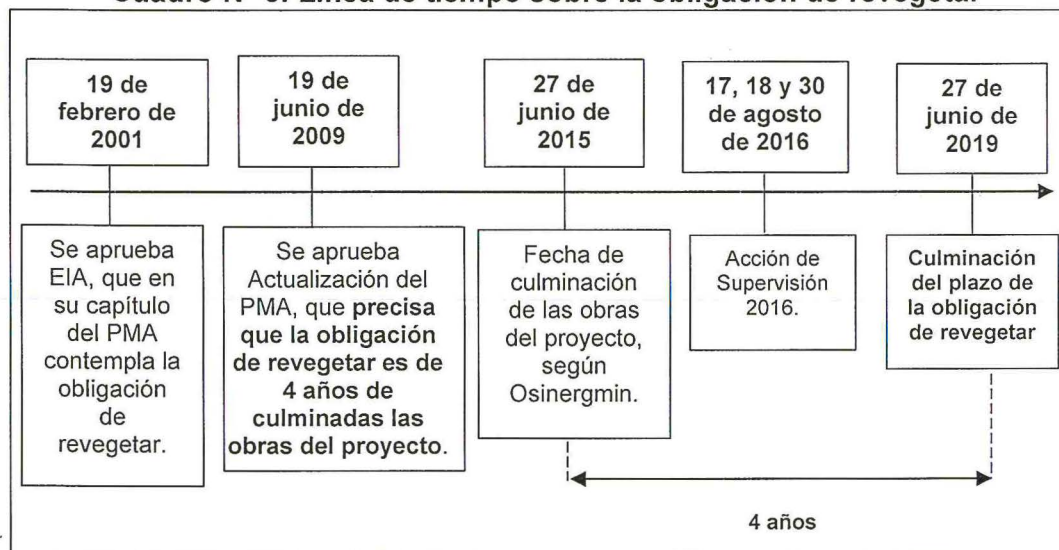 19 de
febrero de
2001
19 de
junio de
2009
27 de
junio de
2015
17, 18 y 30
de agosto
de 2016
27 de
junio de
2019
Se aprueba
EIA, que en
su capítulo
del PMA
contempla la
obligación
de
revegetar.
Se aprueba
Actualización del
PMA, que precisa
que la obligación
de revegetar es de
4 años de
culminadas las
obras del proyecto.
Fecha de
culminación
de las obras
del proyecto,
según
Osinergmin.
Acción de
Supervisión
2016.
Culminación
del plazo de
la obligación
de revegetar
4 años